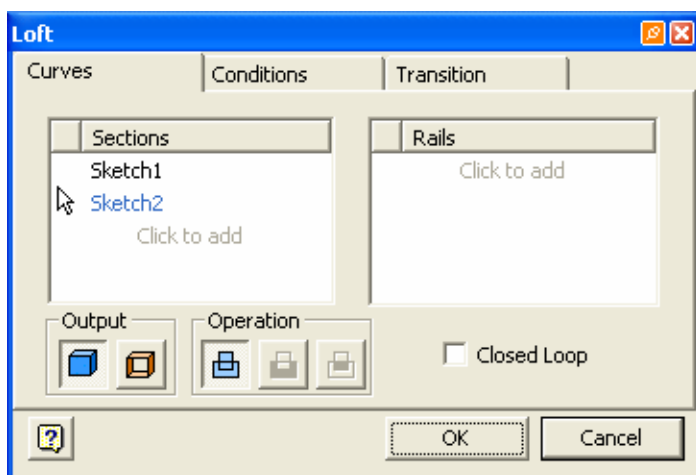 Loft
Curves
Conditions
Transition
Sections
Sketch1
Sketch2
Click to add
Rails
Click to add
Output
Operation
Closed Loop
?
OK
Cancel